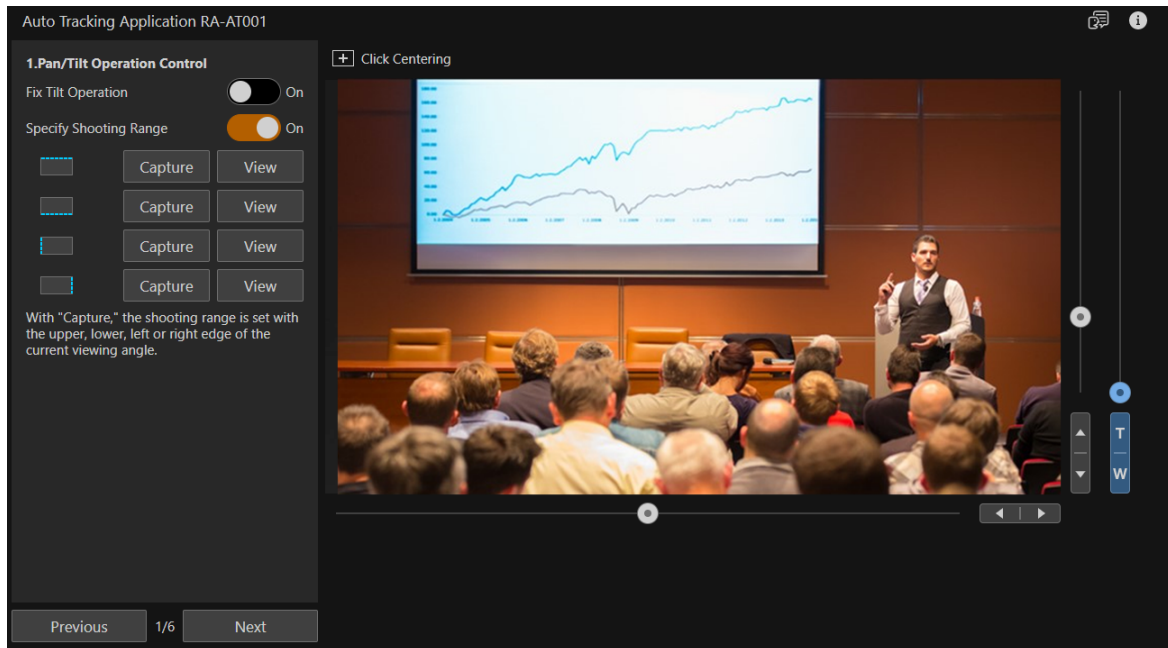 Auto Tracking Application RA-AT001
1.Pan/Tilt Operation Control
Fix Tilt Operation On
Specify Shooting Range On
Capture View
Capture View
Capture View
Capture View
With "Capture," the shooting range is set with
the upper, lower, left or right edge of the
current viewing angle.
Previous 1/6 Next
Click Centering
T
W